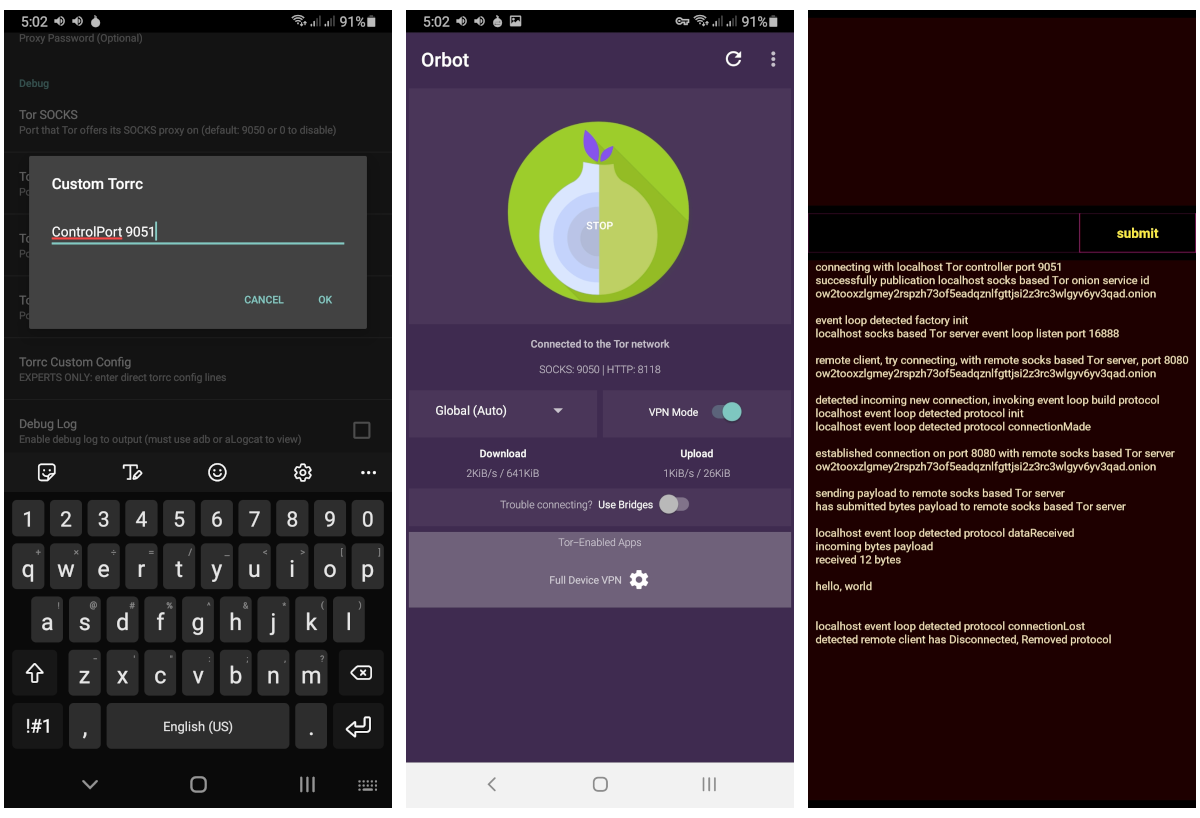 5:02
91%
Proxy Password (Optional)
Debug
Tor SOCKS
Port that Tor offers its SOCKS proxy on (default: 9050 or 0 to disable)
Custom Torrc
ControlPort 9051
CANCEL OK
Torrc Custom Config
EXPERTS ONLY: enter direct torrc config lines
Debug Log
Enable debug log to output (must use adb or aLogcat to view)
1 2 3 4 5 6 7 8 9 0
q w e r t y u i o p
a s d f g h j k l
z x c v b n m
!#1 , English (US) .
5:02
91%
Orbot
STOP
Connected to the Tor network
SOCKS: 9050 | HTTP: 8118
Global (Auto)
VPN Mode
Download Upload
2KiB/s / 641KiB 1KiB/s / 26KiB
Trouble connecting? Use Bridges
Tor-Enabled Apps
Full Device VPN
submit
connecting with localhost Tor controller port 9051
successfully publication localhost socks based Tor onion service id
ow2tooxzlgmey2rspzh73of5eadqznlfgttjsi2z3rc3wlgyv6yv3qad.onion
event loop detected factory init
localhost socks based Tor server event loop listen port 16888
remote client, try connecting, with remote socks based Tor server, port 8080
ow2tooxzlgmey2rspzh73of5eadqznlfgttjsi2z3rc3wlgyv6yv3qad.onion
detected incoming new connection, invoking event loop build protocol
localhost event loop detected protocol init
localhost event loop detected protocol connectionMade
established connection on port 8080 with remote socks based Tor server
ow2tooxzlgmey2rspzh73of5eadqznlfgttjsi2z3rc3wlgyv6yv3qad.onion
sending payload to remote socks based Tor server
has submitted bytes payload to remote socks based Tor server
localhost event loop detected protocol dataReceived
incoming bytes payload
received 12 bytes
hello, world
localhost event loop detected protocol connectionLost
detected remote client has Disconnected, Removed protocol